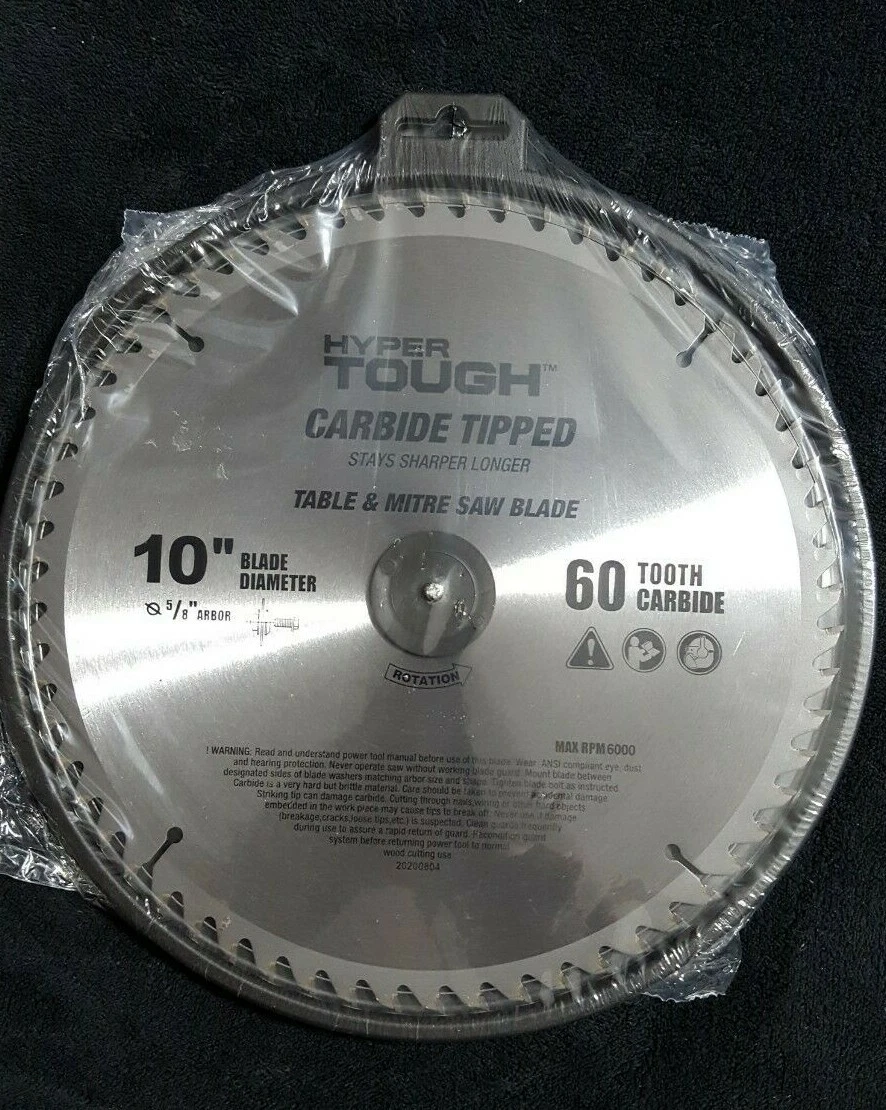 HYPER
TOUGH™
CARBIDE TIPPED
STAYS SHARPER LONGER
TABLE & MITRE SAW BLADE
10" BLADE DIAMETER
⌀ 5/8" ARBOR
60 TOOTH CARBIDE
ROTATION
MAX RPM 6000
! WARNING: Read and understand power tool manual before use of this blade. Wear ANSI compliant eye, dust
and hearing protection. Never operate saw without working blade guard. Mount blade between
designated sides of blade washers matching arbor size and shape. Tighten blade bolt as instructed
Carbide is a very hard but brittle material. Care should be taken to prevent accidental damage
Striking tip can damage carbide. Cutting through nails, wiring or other hard objects
embedded in the work piece may cause tips to break off. Never use if damage
(breakage, cracks, loose tips, etc.) is suspected. Clean guards frequently
during use to assure a rapid return of guard. Recondition guard
system before returning power tool to normal
wood cutting use
20200804